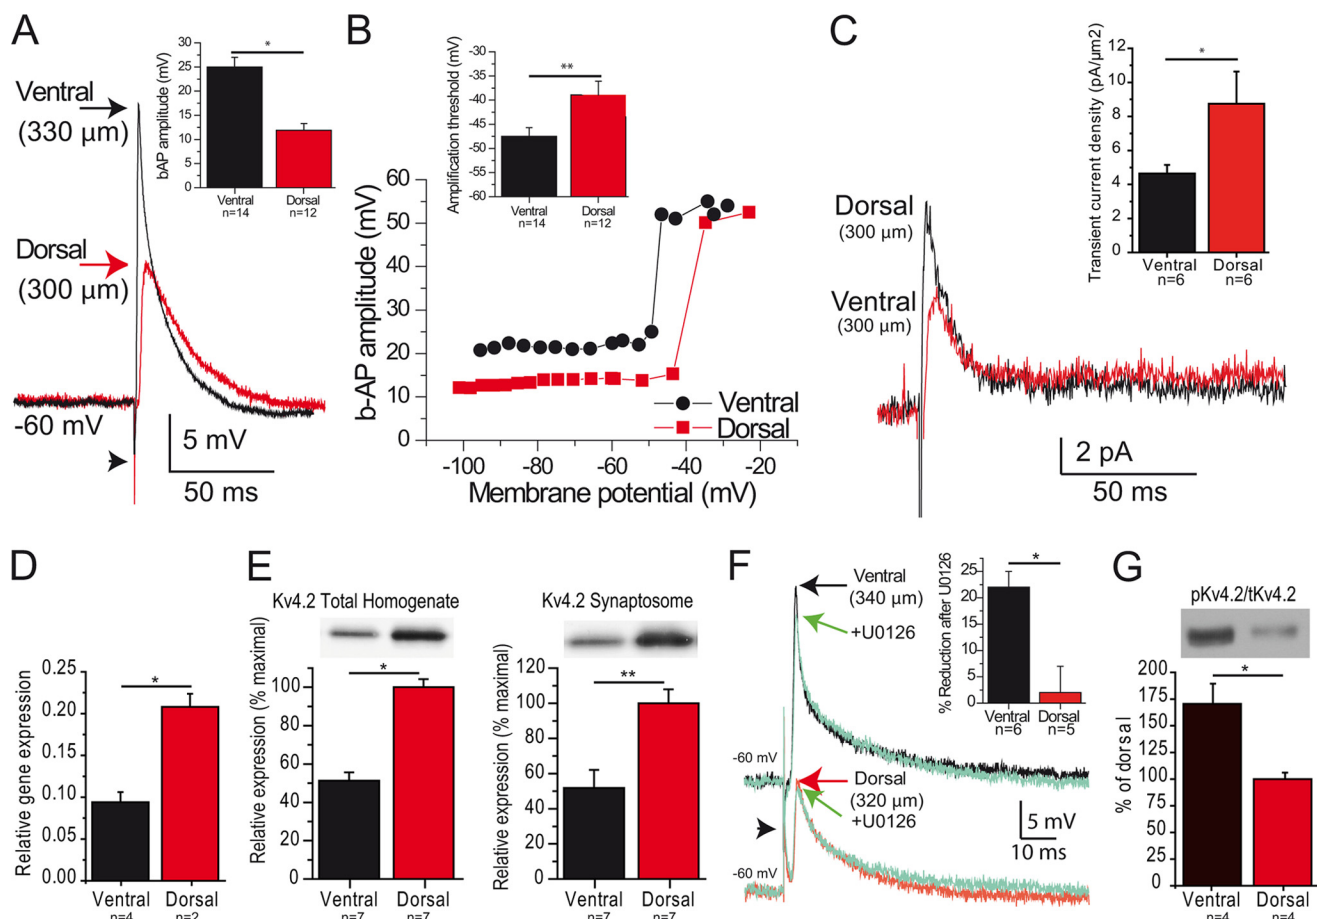 A
Ventral
(330 µm)
Dorsal
(300 µm)
-60 mV
5 mV
50 ms
bAP amplitude (mV)
30
25
20
15
10
5
0
*
Ventral
n=14
Dorsal
n=12
B
Amplification threshold (mV)
-30
-35
-40
-45
-50
-55
-60
**
Ventral
n=14
Dorsal
n=12
b-AP amplitude (mV)
60
50
40
30
20
10
0
Ventral
Dorsal
-100
-80
-60
-40
-20
Membrane potential (mV)
C
Dorsal
(300 µm)
Ventral
(300 µm)
2 pA
50 ms
Transient current density (pA/µm2)
12
10
8
6
4
2
0
*
Ventral
n=6
Dorsal
n=6
D
Relative gene expression
0.25
0.20
0.15
0.10
0.05
0.00
*
Ventral
n=4
Dorsal
n=2
E
Kv4.2 Total Homogenate
Relative expression (% maximal)
100
80
60
40
20
0
*
Ventral
n=7
Dorsal
n=7
Kv4.2 Synaptosome
Relative expression (% maximal)
120
100
80
60
40
20
0
**
Ventral
n=7
Dorsal
n=7
F
Ventral
(340 µm)
+U0126
-60 mV
Dorsal
(320 µm)
+U0126
-60 mV
5 mV
10 ms
% Reduction after U0126
25
20
15
10
5
0
*
Ventral
n=6
Dorsal
n=5
G
pKv4.2/tKv4.2
% of dorsal
200
175
150
125
100
75
50
25
0
*
Ventral
n=4
Dorsal
n=4